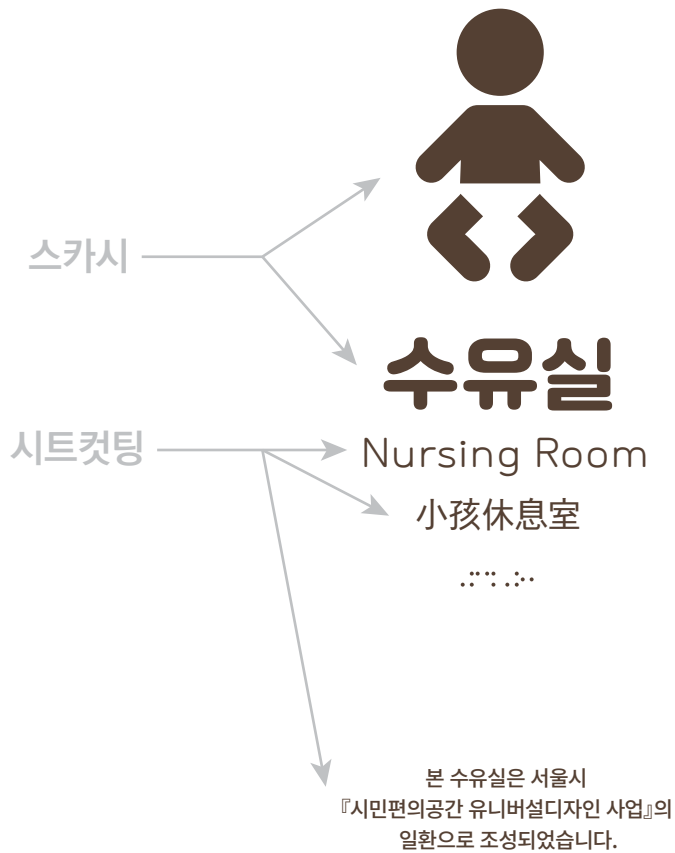 스카시
수유실
시트컷팅
Nursing Room
小孩休息室
본 수유실은 서울시
『시민편의공간 유니버설디자인 사업』의
일환으로 조성되었습니다.